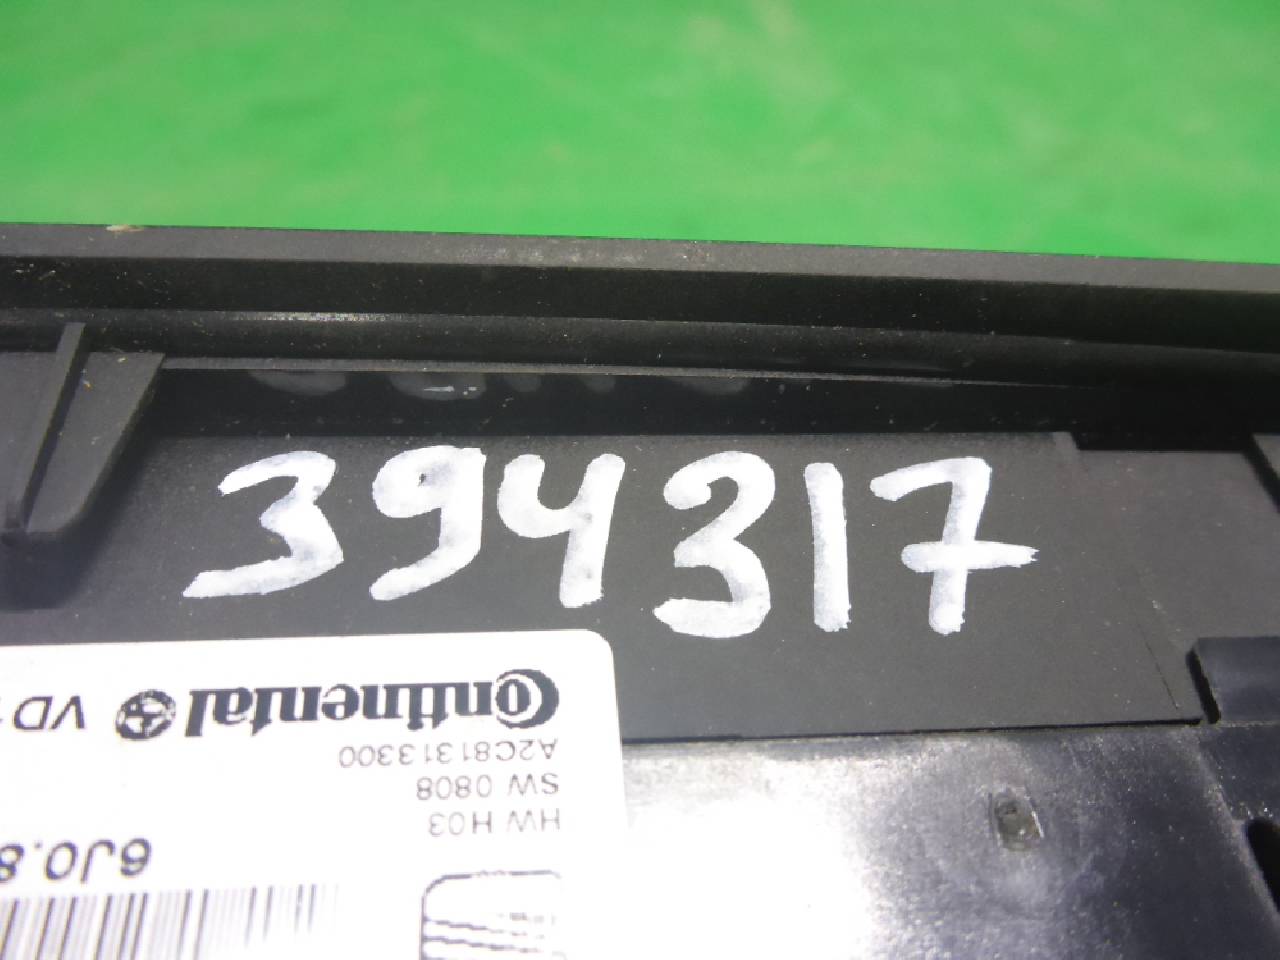 394317
6J0.8
HW H03
SW 0808
A2C81313300
Continental VD